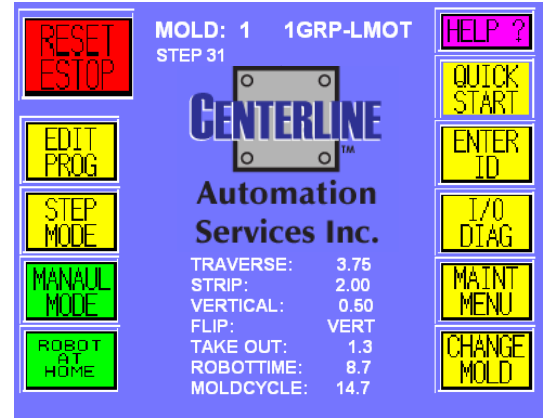 RESET
ESTOP
MOLD: 1 1GRP-LMOT
STEP 31
HELP ?
QUICK
START
CENTERLINE
TM
Automation
Services Inc.
EDIT
PROG
ENTER
ID
STEP
MODE
I/O
DIAG
MANAUL
MODE
MAINT
MENU
ROBOT
AT
HOME
CHANGE
MOLD
TRAVERSE: 3.75
STRIP: 2.00
VERTICAL: 0.50
FLIP: VERT
TAKE OUT: 1.3
ROBOTTIME: 8.7
MOLDCYCLE: 14.7